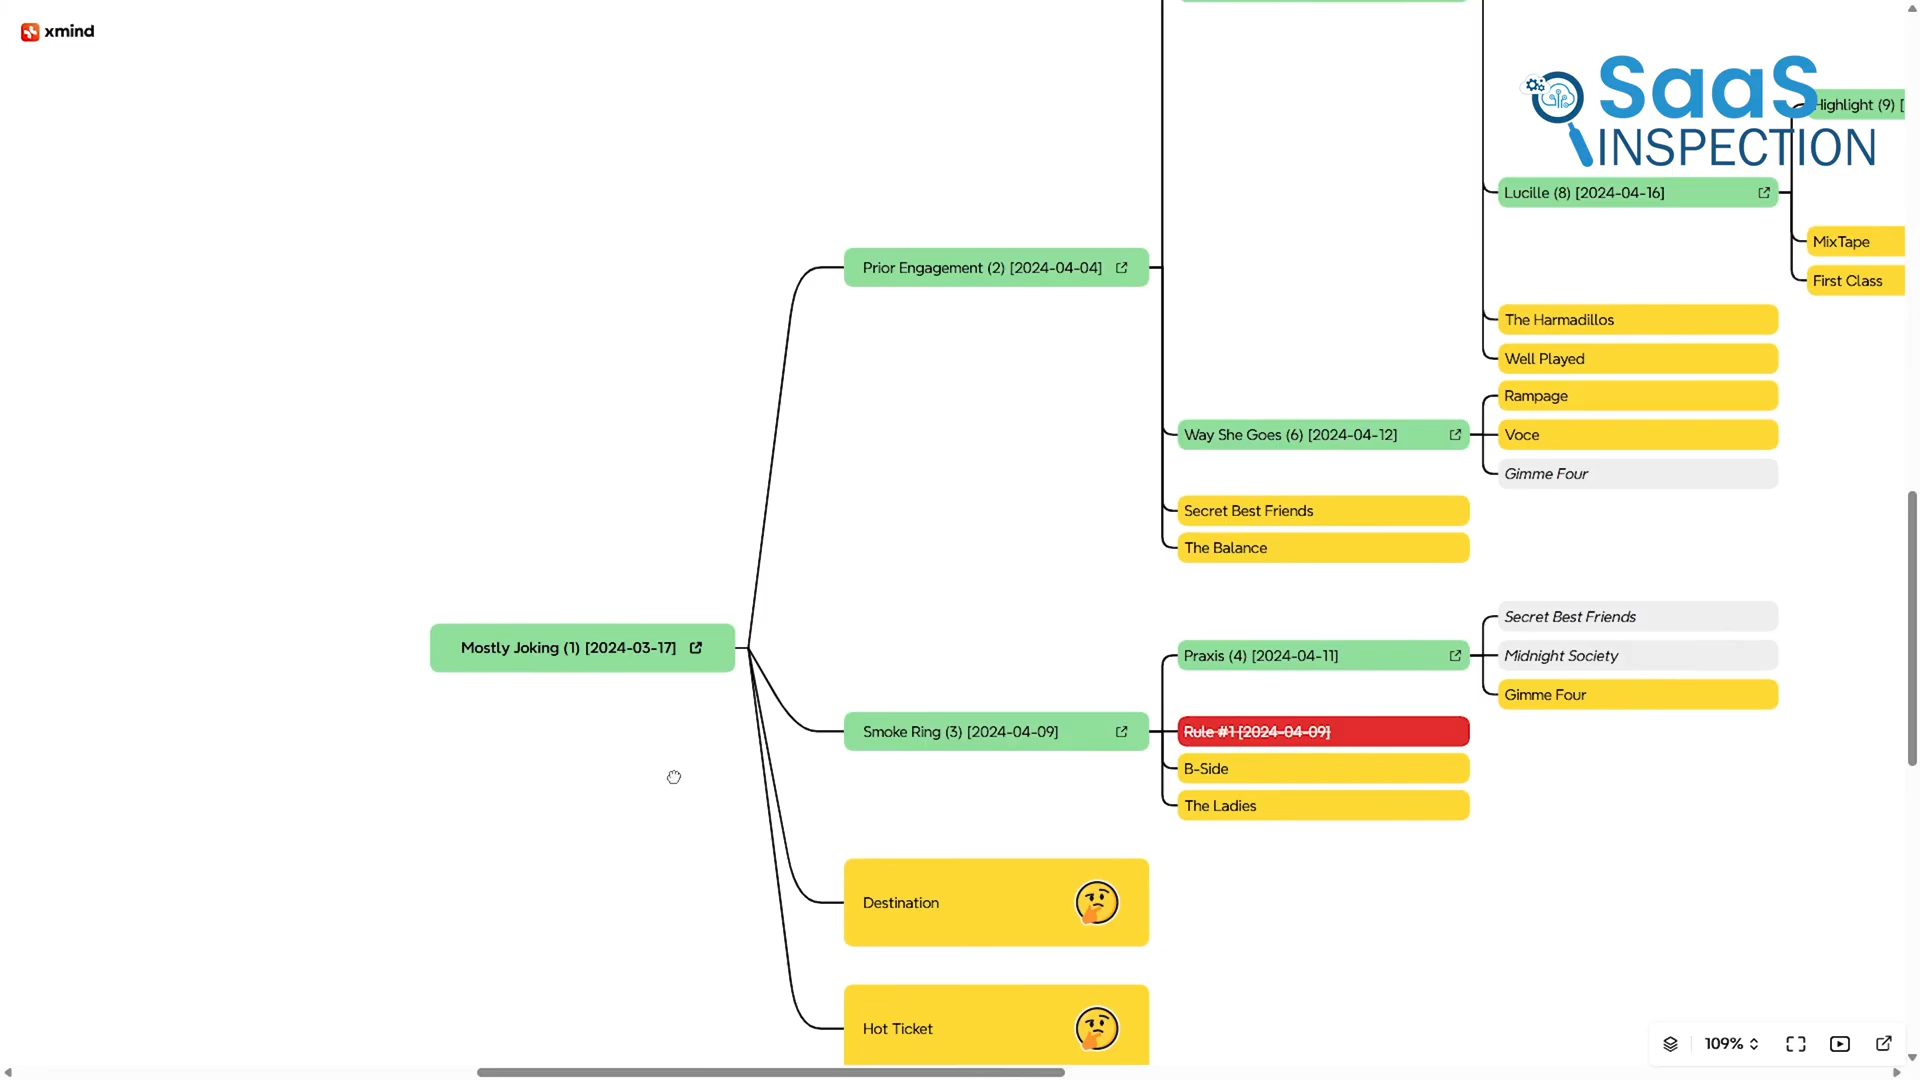 xmind
SaaS
INSPECTION
Highlight (9) [
Lucille (8) [2024-04-16]
MixTape
First Class
Prior Engagement (2) [2024-04-04]
The Harmadillos
Well Played
Rampage
Way She Goes (6) [2024-04-12]
Voce
Gimme Four
Secret Best Friends
The Balance
Mostly Joking (1) [2024-03-17]
Secret Best Friends
Praxis (4) [2024-04-11]
Midnight Society
Gimme Four
Smoke Ring (3) [2024-04-09]
Rule #1 [2024-04-09]
B-Side
The Ladies
Destination
Hot Ticket
109%